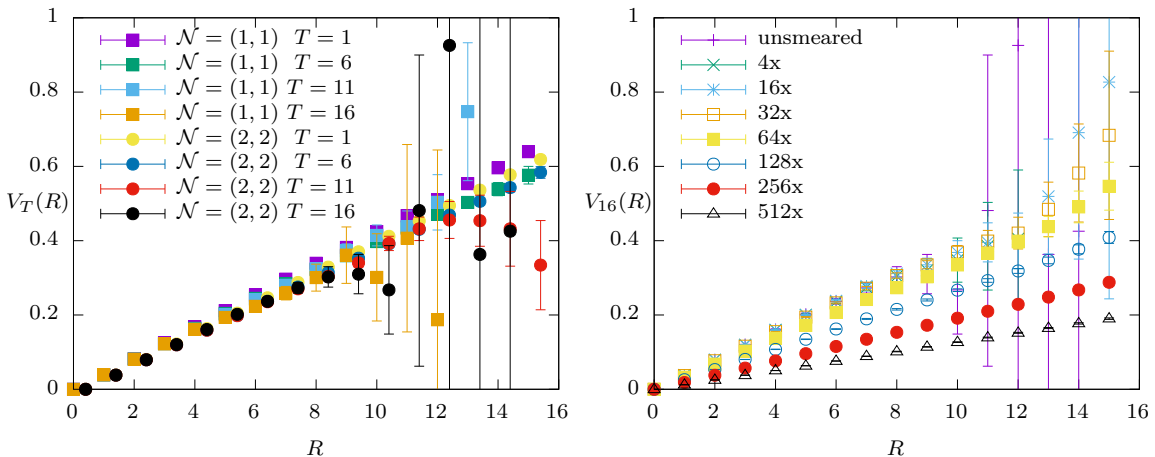 1
0.8
0.6
V_T(R)
0.4
0.2
0
0 2 4 6 8 10 12 14 16
R
𝒩 = (1, 1) T = 1
𝒩 = (1, 1) T = 6
𝒩 = (1, 1) T = 11
𝒩 = (1, 1) T = 16
𝒩 = (2, 2) T = 1
𝒩 = (2, 2) T = 6
𝒩 = (2, 2) T = 11
𝒩 = (2, 2) T = 16
1
0.8
0.6
V_{16}(R)
0.4
0.2
0
0 2 4 6 8 10 12 14 16
R
unsmeared
4x
16x
32x
64x
128x
256x
512x